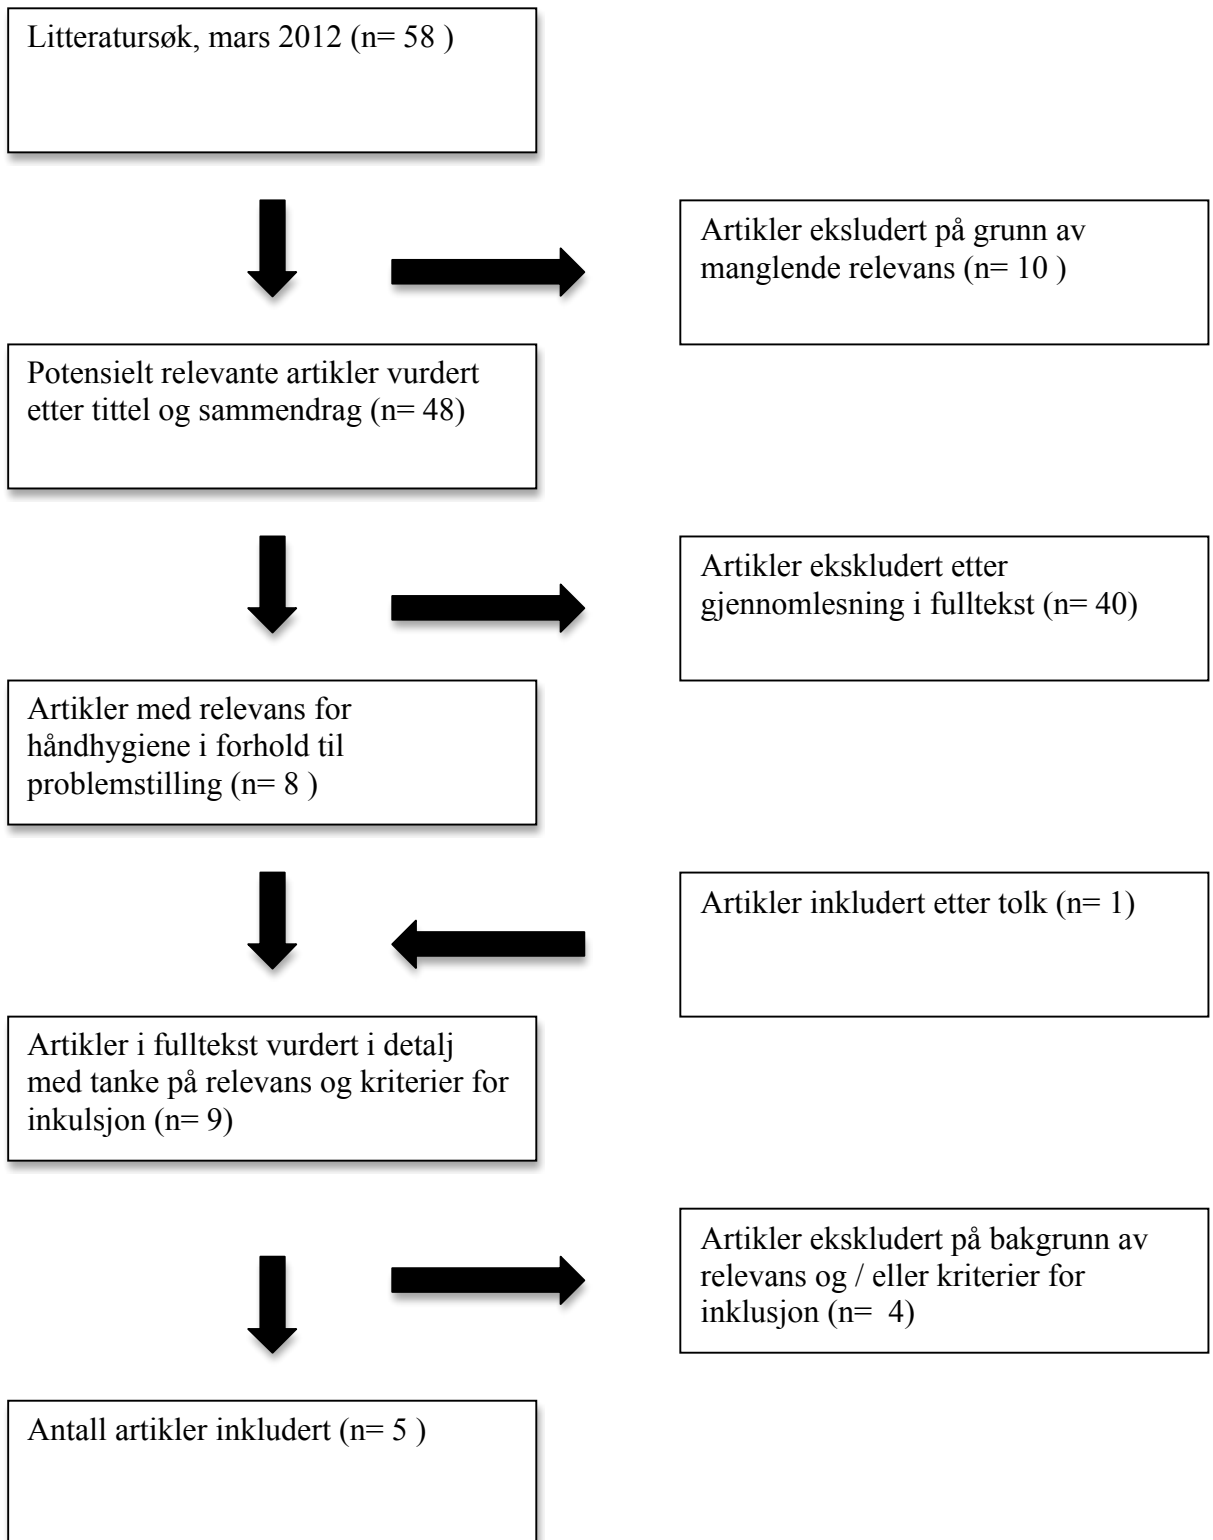 Litteratursøk, mars 2012 (n= 58 )
Artikler eksludert på grunn av
manglende relevans (n= 10 )
Potensielt relevante artikler vurdert
etter tittel og sammendrag (n= 48)
Artikler ekskludert etter
gjennomlesning i fulltekst (n= 40)
Artikler med relevans for
håndhygiene i forhold til
problemstilling (n= 8 )
Artikler inkludert etter tolk (n= 1)
Artikler i fulltekst vurdert i detalj
med tanke på relevans og kriterier for
inkulsjon (n= 9)
Artikler ekskludert på bakgrunn av
relevans og / eller kriterier for
inklusjon (n=  4)
Antall artikler inkludert (n= 5 )